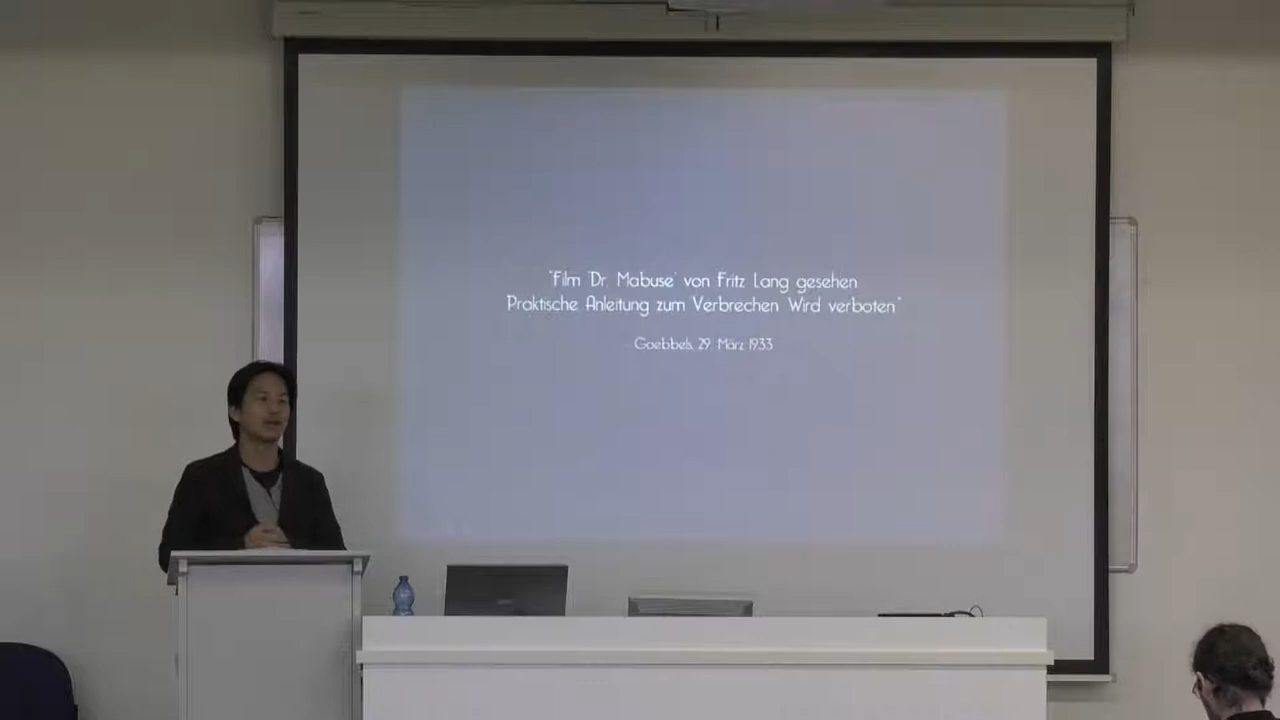 "Film 'Dr. Mabuse' von Fritz Lang gesehen
Praktische Anleitung zum Verbrechen Wird verboten"
- Goebbels, 29. März 1933